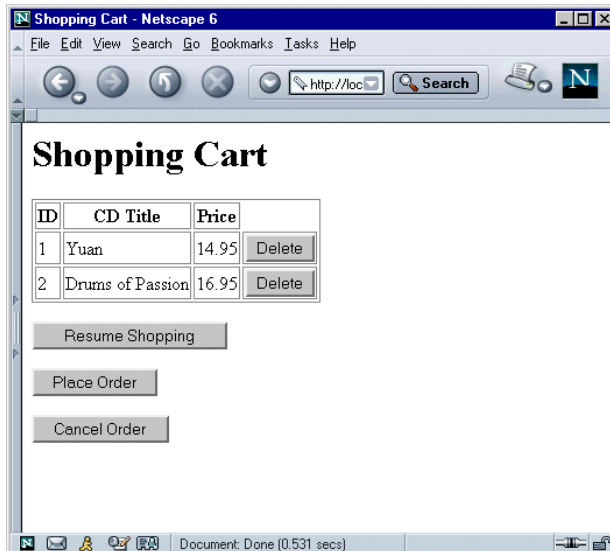 N Shopping Cart - Netscape 6
File Edit View Search Go Bookmarks Tasks Help
http://loc Search N
Shopping Cart
ID CD Title Price
1 Yuan 14.95 Delete
2 Drums of Passion 16.95 Delete
Resume Shopping
Place Order
Cancel Order
N Document: Done (0.531 secs)